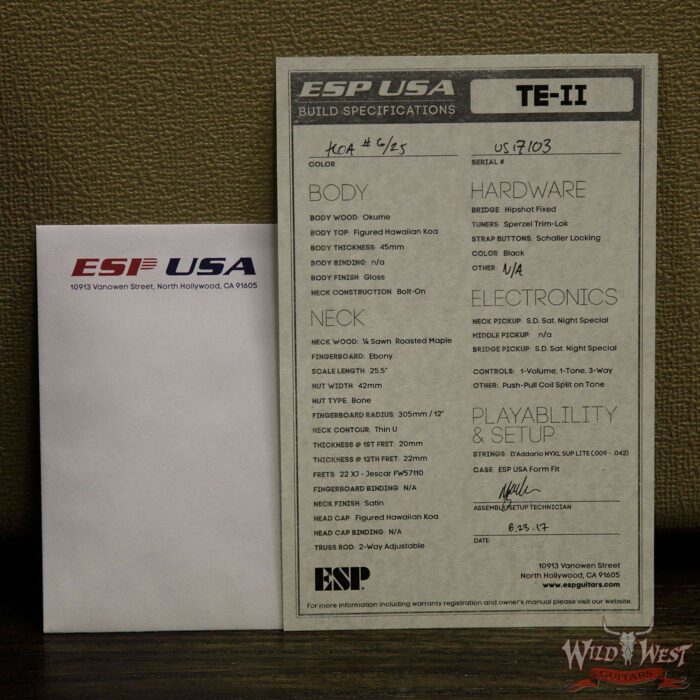 ESP USA
10913 Vanowen Street, North Hollywood, CA 91605
ESP USA
BUILD SPECIFICATIONS
TE-II
KOA # 6/25
COLOR
US17103
SERIAL #
BODY
BODY WOOD: Okume
BODY TOP: Figured Hawaiian Koa
BODY THICKNESS: 45mm
BODY BINDING: n/a
BODY FINISH: Gloss
NECK CONSTRUCTION: Bolt-On
NECK
NECK WOOD: ¼ Sawn Roasted Maple
FINGERBOARD: Ebony
SCALE LENGTH: 25.5"
NUT WIDTH: 42mm
NUT TYPE: Bone
FINGERBOARD RADIUS: 305mm / 12"
NECK CONTOUR: Thin U
THICKNESS @ 1ST FRET: 20mm
THICKNESS @ 12TH FRET: 22mm
FRETS: 22 XJ - Jescar FW57110
FINGERBOARD BINDING: N/A
NECK FINISH: Satin
HEAD CAP: Figured Hawaiian Koa
HEAD CAP BINDING: N/A
TRUSS ROD: 2-Way Adjustable
ESP
HARDWARE
BRIDGE: Hipshot Fixed
TUNERS: Sperzel Trim-Lok
STRAP BUTTONS: Schaller Locking
COLOR: Black
OTHER: N/A
ELECTRONICS
NECK PICKUP: S.D. Sat. Night Special
MIDDLE PICKUP: n/a
BRIDGE PICKUP: S.D. Sat. Night Special
CONTROLS: 1-Volume, 1-Tone, 3-Way
OTHER: Push-Pull Coil Split on Tone
PLAYABLILITY
& SETUP
STRINGS: D'Addario NYXL SUP LITE (.009 - .042)
CASE: ESP USA Form Fit
ASSEMBLY/SETUP TECHNICIAN
8.23.17
DATE
10913 Vanowen Street
North Hollywood, CA 91605
www.espguitars.com
For more information including warranty registration and owner's manual please visit our website.
WILD WEST
GUITARS